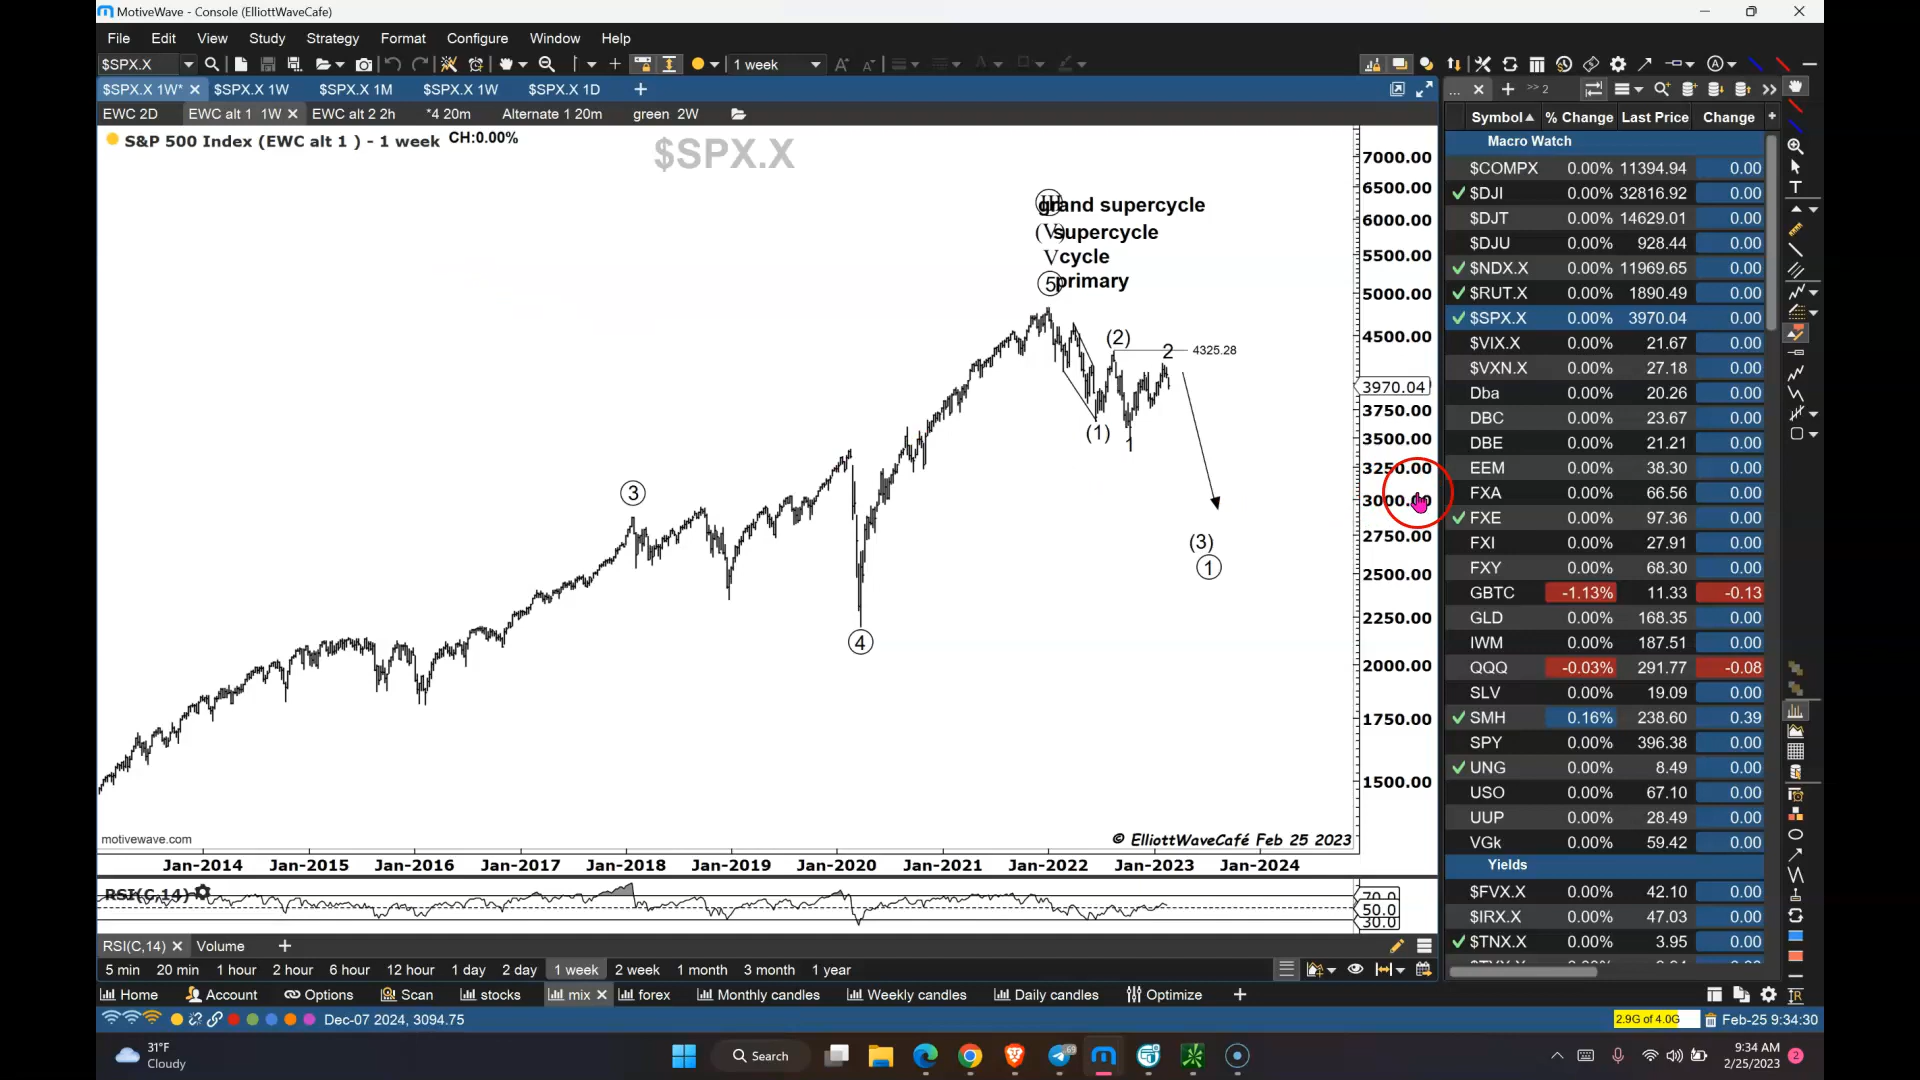 MotiveWave - Console (ElliottWaveCafe)
File Edit View Study Strategy Format Configure Window Help
$SPX.X 1 week
$SPX.X 1W* $SPX.X 1W $SPX.X 1M $SPX.X 1W $SPX.X 1D ... >> 2
EWC 2D EWC alt 1 1W EWC alt 2 2h *4 20m Alternate 1 20m green 2W
S&P 500 Index (EWC alt 1 ) - 1 week CH:0.00%
$SPX.X
grand supercycle
(V) supercycle
V cycle
5 primary
(2)
2
4325.28
(1)
1
3
4
(3)
1
7000.00
6500.00
6000.00
5500.00
5000.00
4500.00
3970.04
3750.00
3500.00
3250.00
3000.00
2750.00
2500.00
2250.00
2000.00
1750.00
1500.00
motivewave.com
© ElliottWaveCafé Feb 25 2023
Jan-2014 Jan-2015 Jan-2016 Jan-2017 Jan-2018 Jan-2019 Jan-2020 Jan-2021 Jan-2022 Jan-2023 Jan-2024
RSI(C,14)
70.0
50.0
30.0
RSI(C,14) Volume
5 min 20 min 1 hour 2 hour 6 hour 12 hour 1 day 2 day 1 week 2 week 1 month 3 month 1 year
Symbol % Change Last Price Change
Macro Watch
$COMPX 0.00% 11394.94 0.00
$DJI 0.00% 32816.92 0.00
$DJT 0.00% 14629.01 0.00
$DJU 0.00% 928.44 0.00
$NDX.X 0.00% 11969.65 0.00
$RUT.X 0.00% 1890.49 0.00
$SPX.X 0.00% 3970.04 0.00
$VIX.X 0.00% 21.67 0.00
$VXN.X 0.00% 27.18 0.00
Dba 0.00% 20.26 0.00
DBC 0.00% 23.67 0.00
DBE 0.00% 21.21 0.00
EEM 0.00% 38.30 0.00
FXA 0.00% 66.56 0.00
FXE 0.00% 97.36 0.00
FXI 0.00% 27.91 0.00
FXY 0.00% 68.30 0.00
GBTC -1.13% 11.33 -0.13
GLD 0.00% 168.35 0.00
IWM 0.00% 187.51 0.00
QQQ -0.03% 291.77 -0.08
SLV 0.00% 19.09 0.00
SMH 0.16% 238.60 0.39
SPY 0.00% 396.38 0.00
UNG 0.00% 8.49 0.00
USO 0.00% 67.10 0.00
UUP 0.00% 28.49 0.00
VGk 0.00% 59.42 0.00
Yields
$FVX.X 0.00% 42.10 0.00
$IRX.X 0.00% 47.03 0.00
$TNX.X 0.00% 3.95 0.00
Home Account Options Scan stocks mix forex Monthly candles Weekly candles Daily candles Optimize
Dec-07 2024, 3094.75 2.9G of 4.0G Feb-25 9:34:30
31°F
Cloudy
Search
9:34 AM
2/25/2023
2